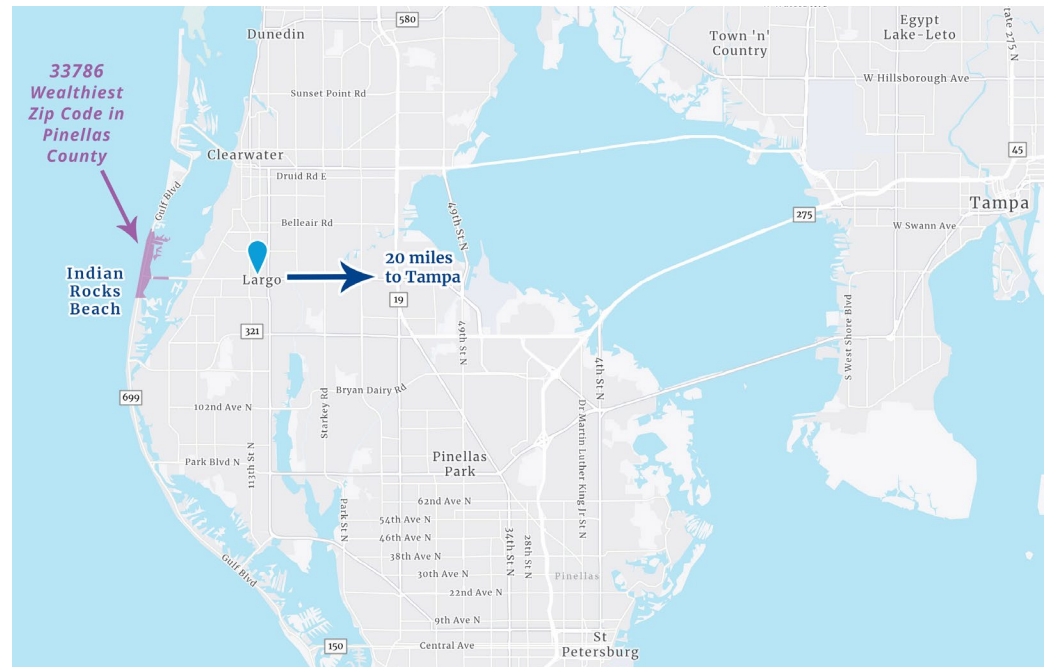 580
Dunedin
Egypt
Lake-Leto
Town 'n'
Country
W Hillsborough Ave
33786
Wealthiest
Zip Code in
Pinellas
County
Sunset Point Rd
Clearwater
Druid Rd E
45
Gulf Blvd
49th St N
Belleair Rd
Tampa
275
W Swann Ave
20 miles
to Tampa
Indian
Rocks
Beach
Largo
19
321
49th St N
S West Shore Blvd
4th St N
699
Bryan Dairy Rd
Starkey Rd
102nd Ave N
Dr Martin Luther King Jr St N
113th St N
Park Blvd N
Pinellas
Park
62nd Ave N
Park St N
54th Ave N
46th Ave N
34th St N
28th St N
38th Ave N
30th Ave N
Pinellas
Gulf Blvd
22nd Ave N
9th Ave N
St
Petersburg
150
Central Ave